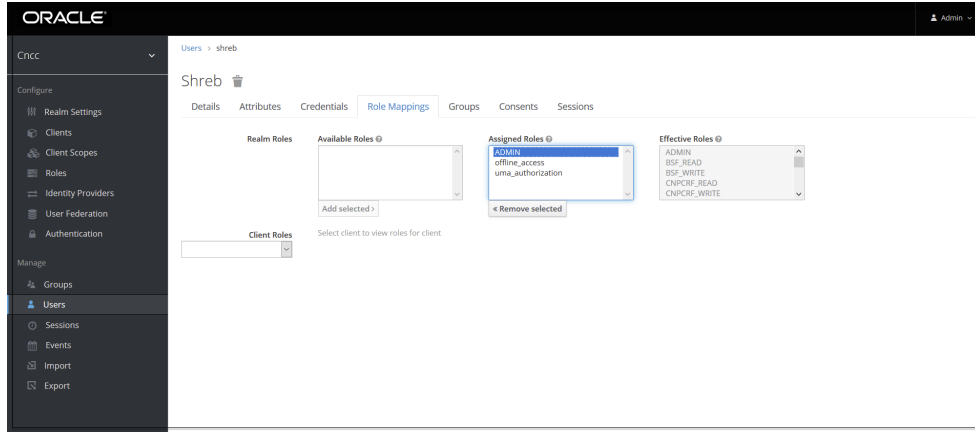 ORACLE
Admin
Cncc
Configure
Realm Settings
Clients
Client Scopes
Roles
Identity Providers
User Federation
Authentication
Manage
Groups
Users
Sessions
Events
Import
Export
Users > shreb
Shreb
Details Attributes Credentials Role Mappings Groups Consents Sessions
Realm Roles
Available Roles
Add selected >
Assigned Roles
ADMIN
offline_access
uma_authorization
« Remove selected
Effective Roles
ADMIN
BSF_READ
BSF_WRITE
CNPCRF_READ
CNPCRF_WRITE
Client Roles
Select client to view roles for client